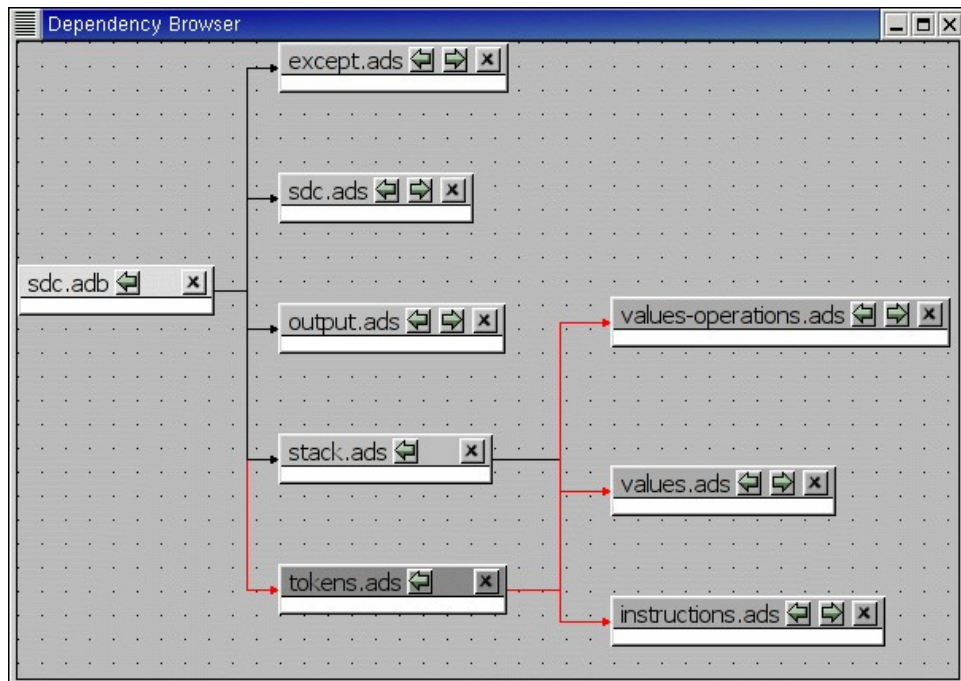 Dependency Browser
except.ads
sdc.ads
sdc.adb
output.ads
values-operations.ads
stack.ads
values.ads
tokens.ads
instructions.ads